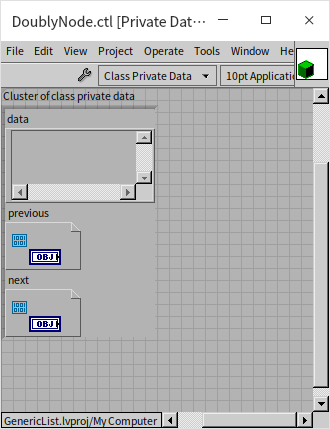 DoublyNode.ctl [Private Dat…
File Edit View Project Operate Tools Window He
Class Private Data 10pt Applicatio
Cluster of class private data
data
previous
OBJ
next
OBJ
GenericList.lvproj/My Computer